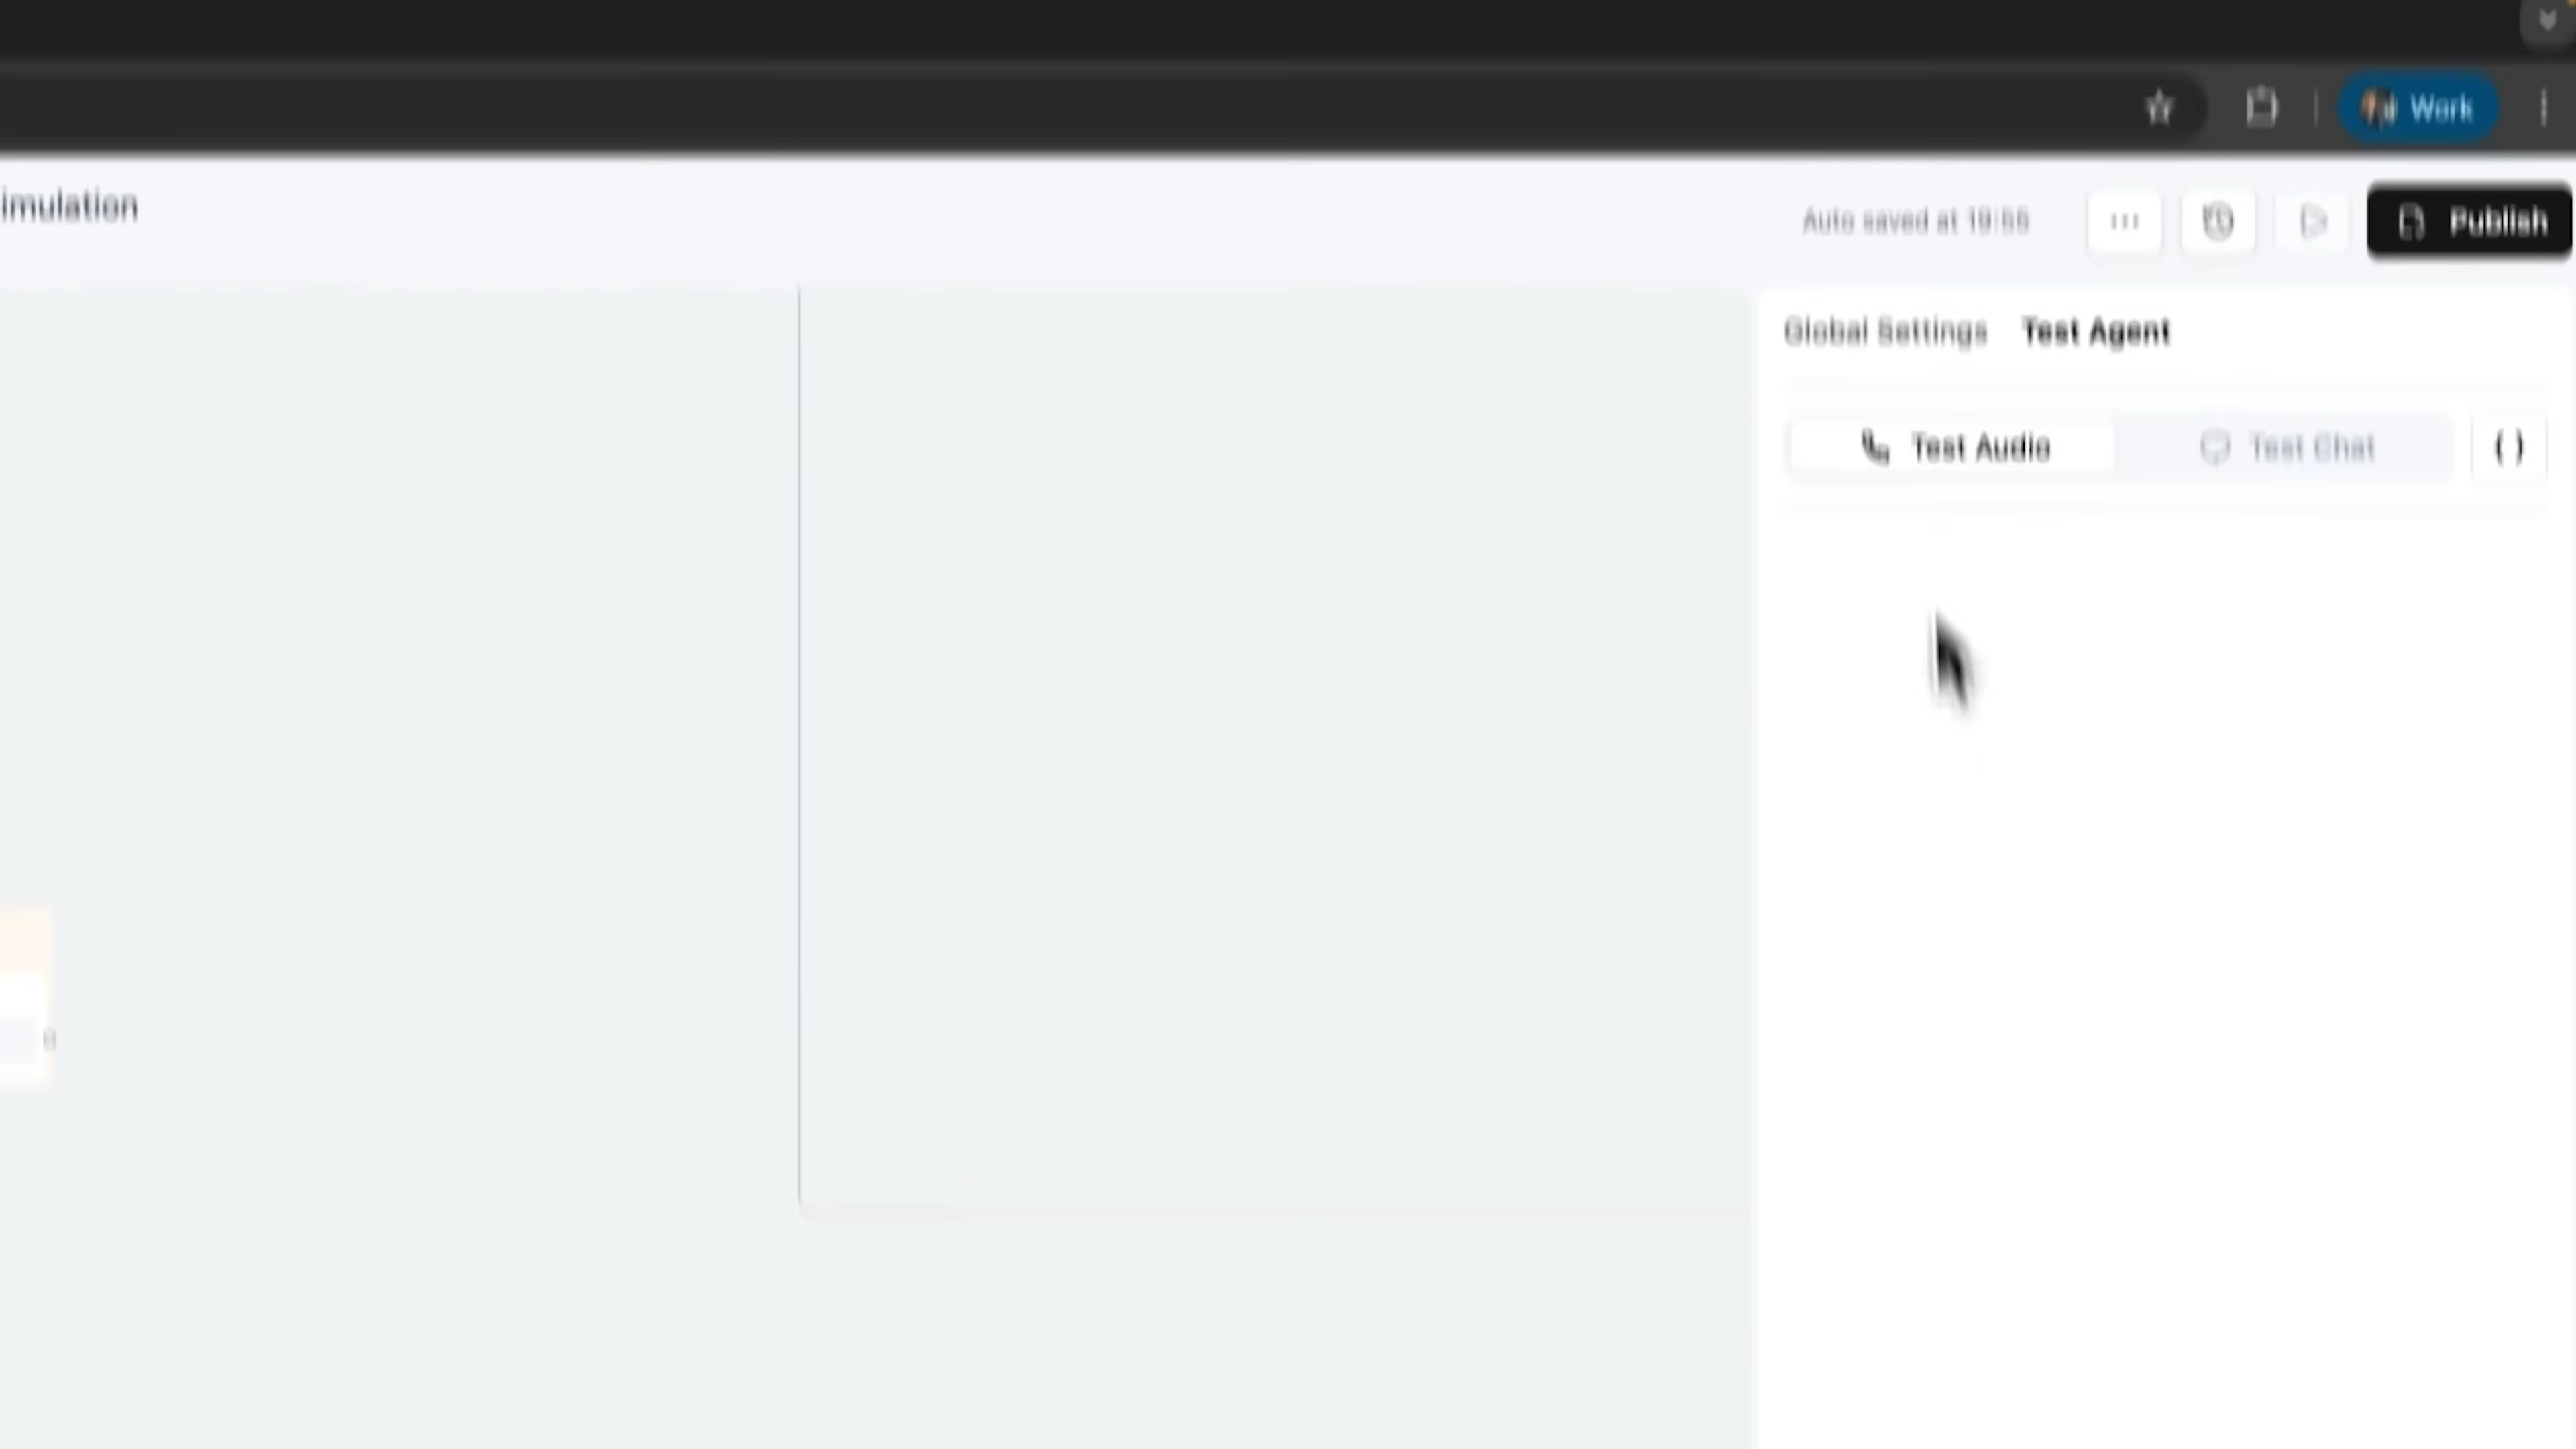 Work
imulation
Auto saved at 19:55
Publish
Global Settings Test Agent
Test Audio Test Chat ( )